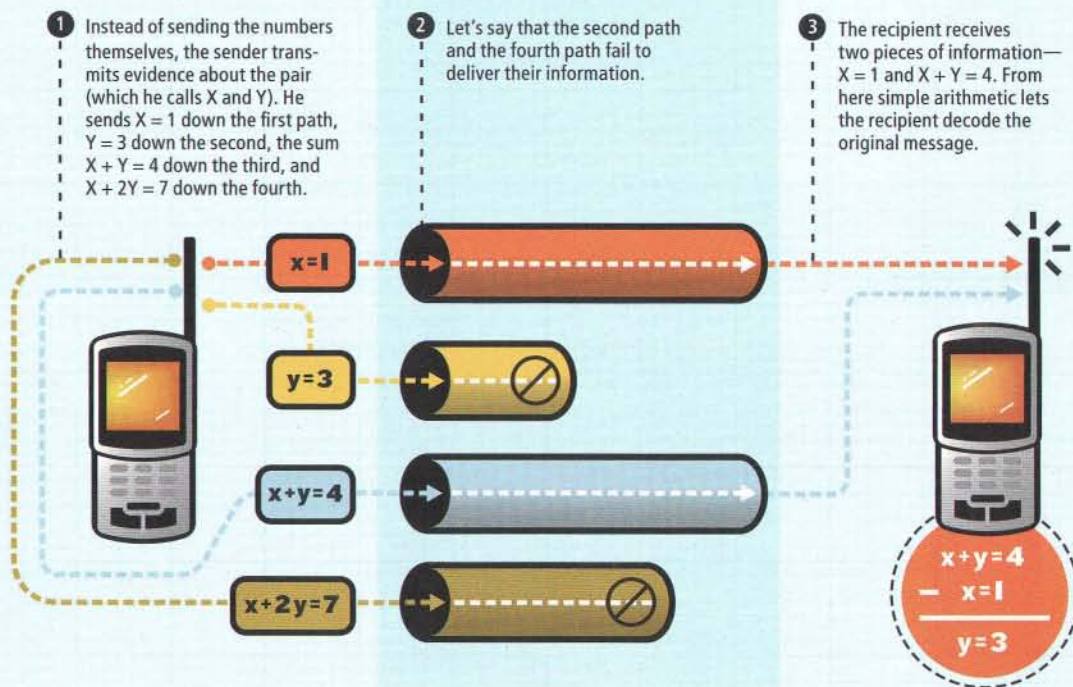 1 Instead of sending the numbers
themselves, the sender trans-
mits evidence about the pair
(which he calls X and Y). He
sends X = 1 down the first path,
Y = 3 down the second, the sum
X + Y = 4 down the third, and
X + 2Y = 7 down the fourth.
2 Let's say that the second path
and the fourth path fail to
deliver their information.
3 The recipient receives
two pieces of information—
X = 1 and X + Y = 4. From
here simple arithmetic lets
the recipient decode the
original message.
x=1
y=3
x+y=4
x+2y=7
x+y=4
– x=1
y=3